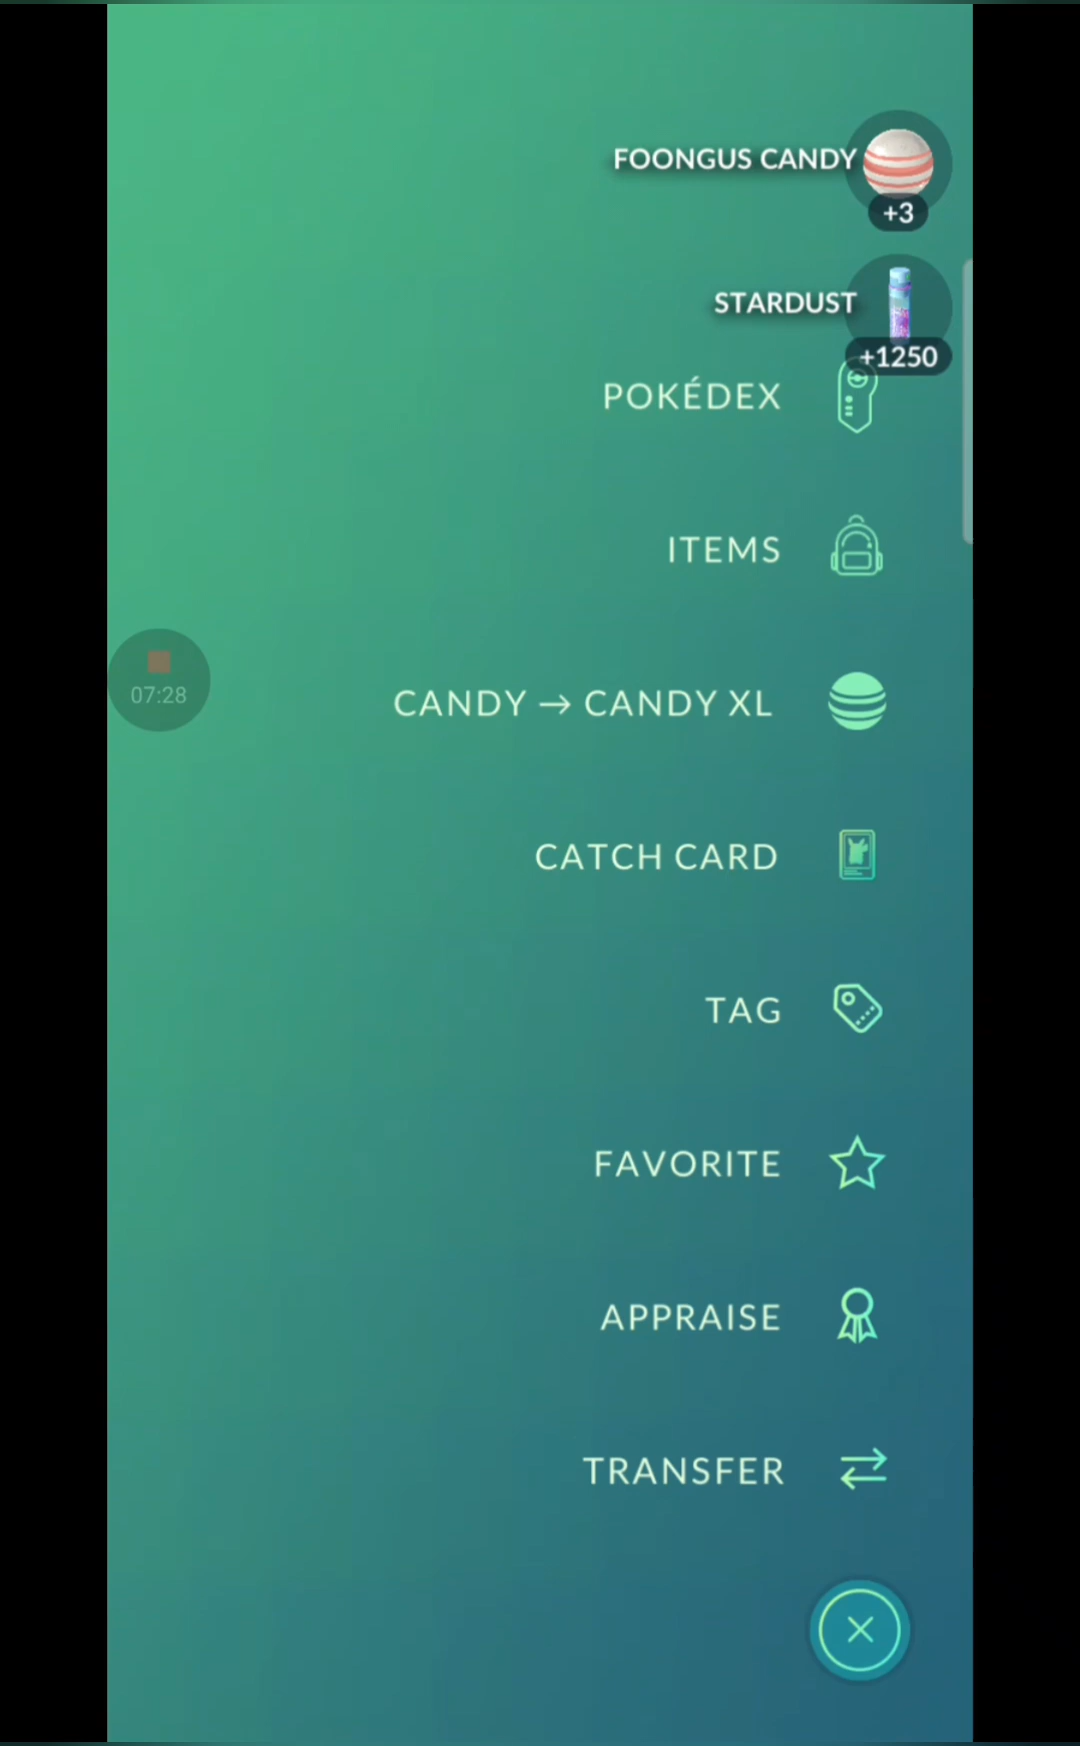 FOONGUS CANDY
+3
STARDUST
+1250
POKÉDEX
ITEMS
07:28
CANDY → CANDY XL
CATCH CARD
TAG
FAVORITE
APPRAISE
TRANSFER